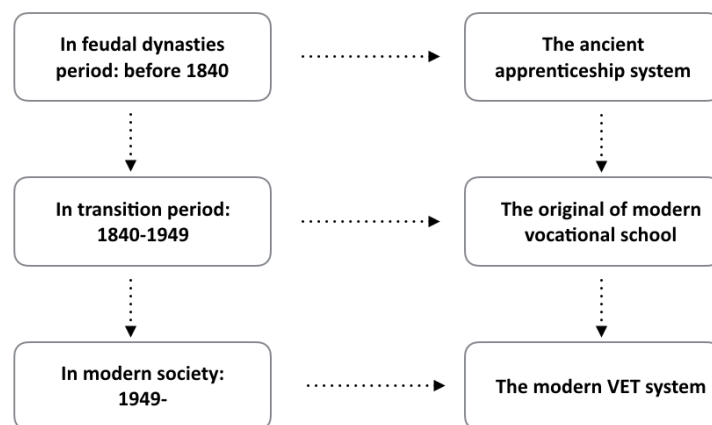 In feudal dynasties
period: before 1840
The ancient
apprenticeship system
In transition period:
1840-1949
The original of modern
vocational school
In modern society:
1949-
The modern VET system